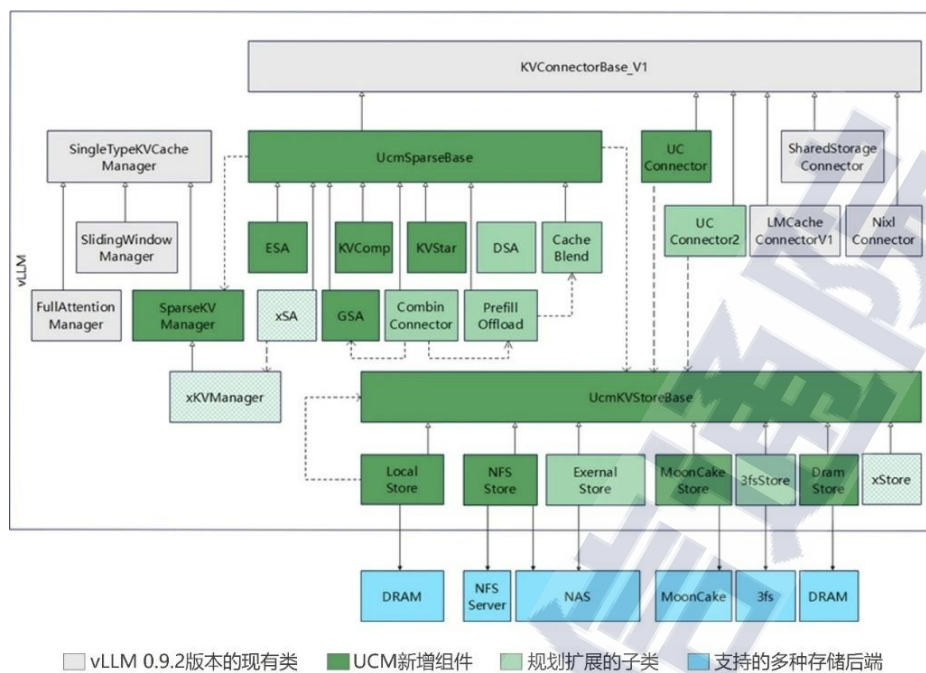 KVConnectorBase_V1
SingleTypeKVCache
Manager
UcmSparseBase
UC
Connector
SharedStorage
Connector
SlidingWindow
Manager
ESA
KVComp
KVStar
DSA
Cache
Blend
UC
Connector2
LMCache
ConnectorV1
Nixl
Connector
vLLM
FullAttention
Manager
SparseKV
Manager
xSA
GSA
Combin
Connector
Prefill
Offload
xKVManager
UcmKVStoreBase
Local
Store
NFS
Store
Exernal
Store
MoonCake
Store
3fsStore
Dram
Store
xStore
DRAM
NFS
Server
NAS
MoonCake
3fs
DRAM
vLLM 0.9.2版本的现有类
UCM新增组件
规划扩展的子类
支持的多种存储后端